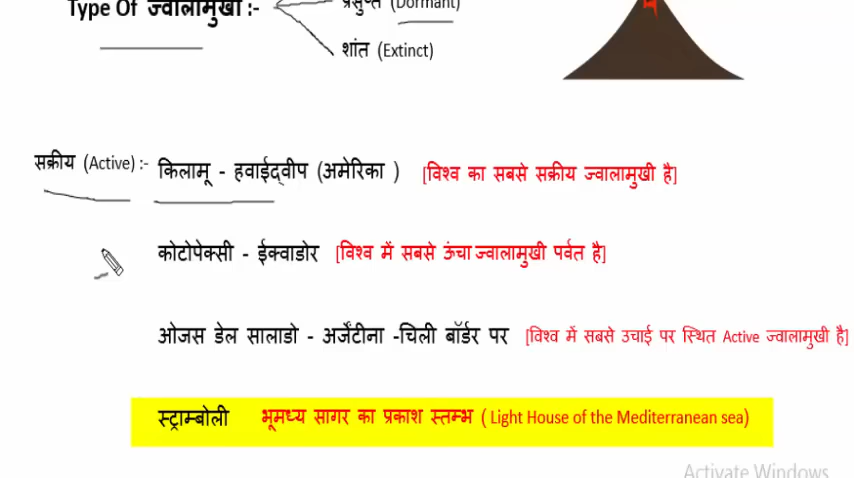 Type Of ज्वालामुखी :-
प्रसुप्त (Dormant)
शांत (Extinct)
सक्रीय (Active) :- किलामू - हवाईद्वीप (अमेरिका ) [विश्व का सबसे सक्रीय ज्वालामुखी है]
कोटोपेक्सी - ईक्वाडोर [विश्व में सबसे ऊंचा ज्वालामुखी पर्वत है]
ओजस डेल सालाडो - अर्जेंटीना -चिली बॉर्डर पर [विश्व में सबसे उचाई पर स्थित Active ज्वालामुखी है]
स्ट्राम्बोली भूमध्य सागर का प्रकाश स्तम्भ ( Light House of the Mediterranean sea)
Activate Windows